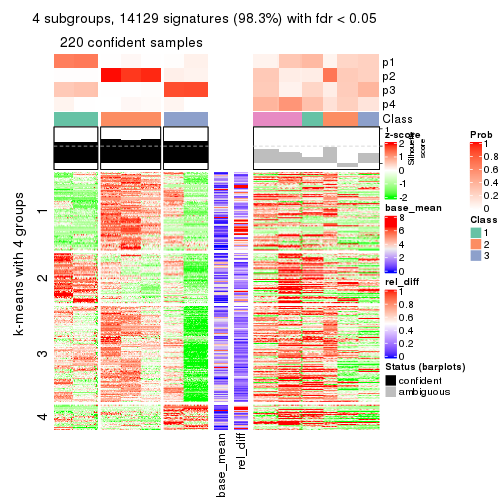 4 subgroups, 14129 signatures (98.3%) with fdr < 0.05
220 confident samples
p1
p2
p3
p4
Class
1
Silhouette
score
z-score
2
1
0
-1
-2
base_mean
8
6
4
2
0
rel_diff
1
0.8
0.6
0.4
0.2
0
Status (barplots)
confident
ambiguous
Prob
1
0.8
0.6
0.4
0.2
0
Class
1
2
3
k-means with 4 groups
1
2
3
4
base_mean
rel_diff